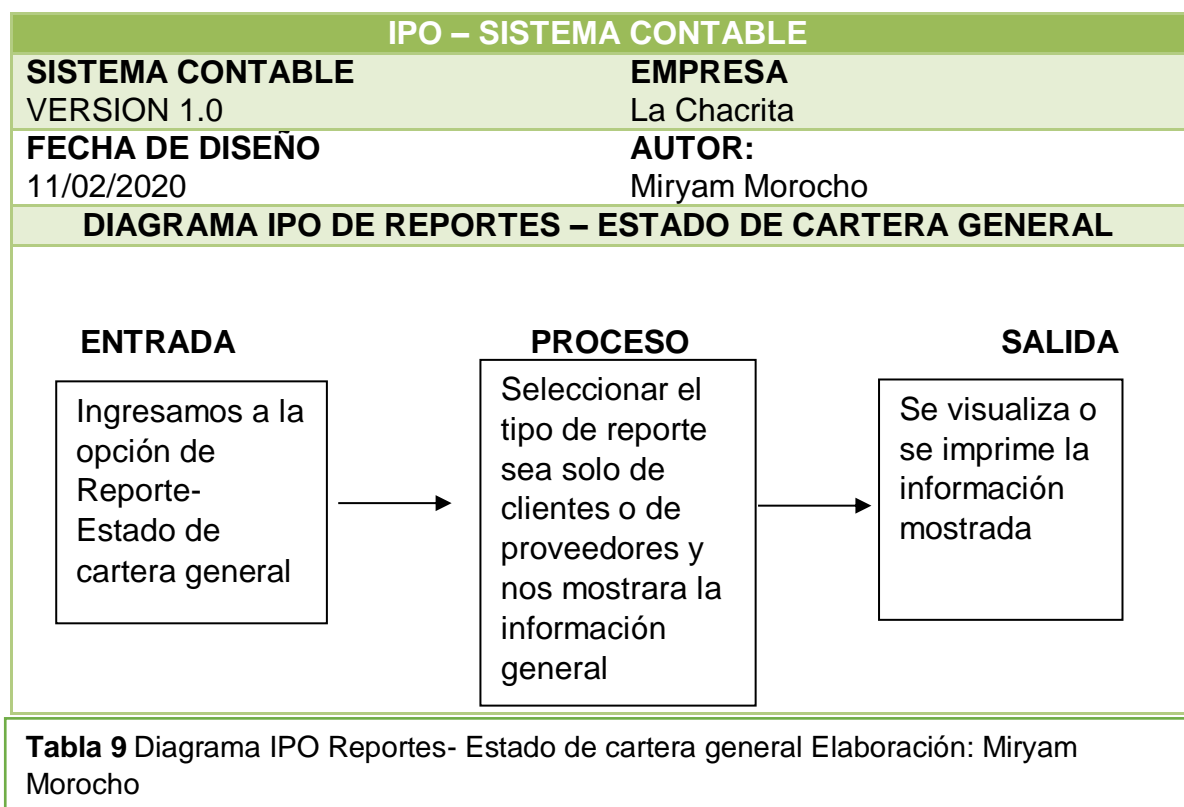 IPO – SISTEMA CONTABLE
SISTEMA CONTABLE
VERSION 1.0
EMPRESA
La Chacrita
FECHA DE DISEÑO
11/02/2020
AUTOR:
Miryam Morocho
DIAGRAMA IPO DE REPORTES – ESTADO DE CARTERA GENERAL
ENTRADA
Ingresamos a la
opción de
Reporte-
Estado de
cartera general
PROCESO
Seleccionar el
tipo de reporte
sea solo de
clientes o de
proveedores y
nos mostrara la
información
general
SALIDA
Se visualiza o
se imprime la
información
mostrada
Tabla 9 Diagrama IPO Reportes- Estado de cartera general Elaboración: Miryam
Morocho